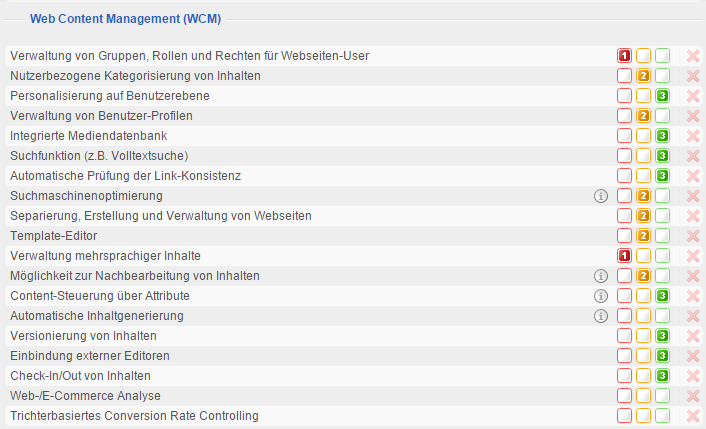 Web Content Management (WCM)
Verwaltung von Gruppen, Rollen und Rechten für Webseiten-User 1
Nutzerbezogene Kategorisierung von Inhalten 2
Personalisierung auf Benutzerebene 3
Verwaltung von Benutzer-Profilen 2
Integrierte Mediendatenbank 3
Suchfunktion (z.B. Volltextsuche) 3
Automatische Prüfung der Link-Konsistenz 3
Suchmaschinenoptimierung i 2
Separierung, Erstellung und Verwaltung von Webseiten 2
Template-Editor 2
Verwaltung mehrsprachiger Inhalte 1
Möglichkeit zur Nachbearbeitung von Inhalten i 2
Content-Steuerung über Attribute i 3
Automatische Inhaltgenerierung i
Versionierung von Inhalten 3
Einbindung externer Editoren 3
Check-In/Out von Inhalten 3
Web-/E-Commerce Analyse
Trichterbasiertes Conversion Rate Controlling